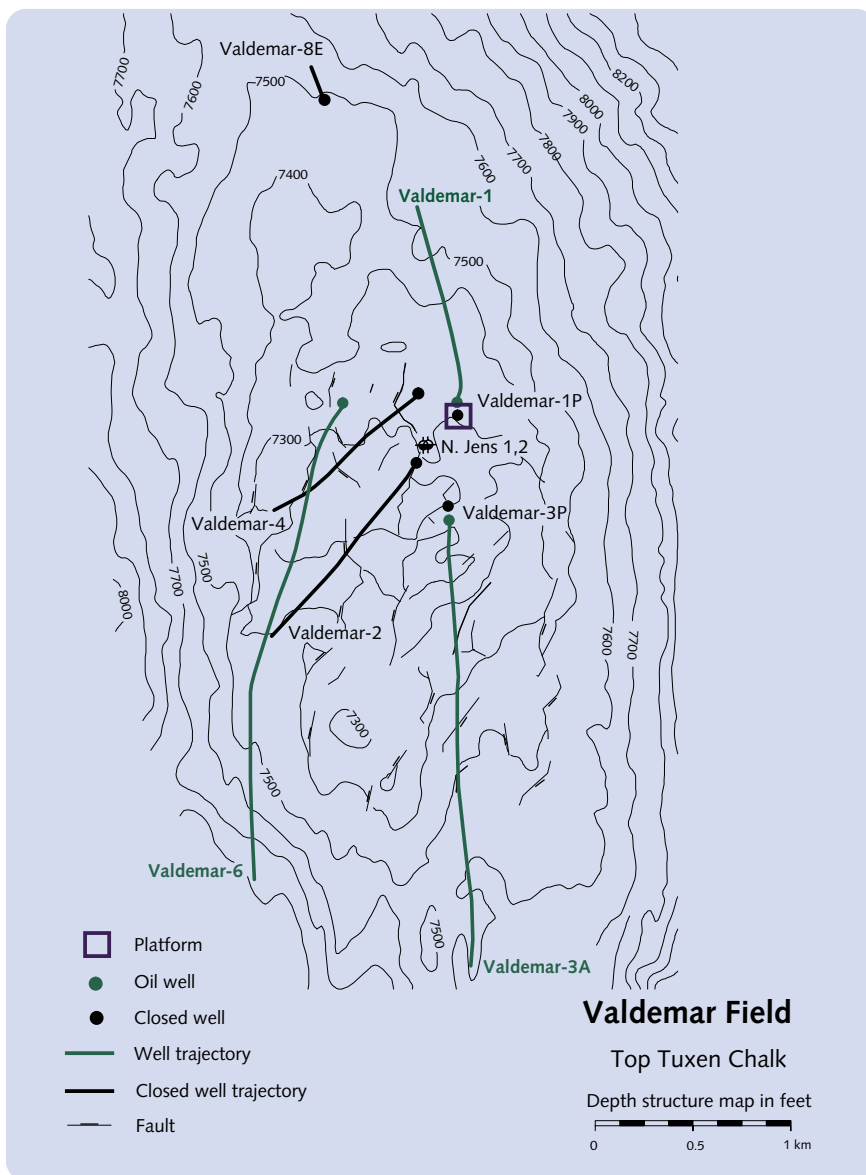 Valdemar-8E
7700
7600
7500
8200
8000
7900
7800
7700
7600
7400
Valdemar-1
7500
Valdemar-1P
7300
N. Jens 1,2
Valdemar-4
Valdemar-3P
7500
7700
8000
Valdemar-2
7600
7700
7300
7500
Valdemar-6
7500
Valdemar-3A
Platform
Oil well
Closed well
Well trajectory
Closed well trajectory
Fault
Valdemar Field
Top Tuxen Chalk
Depth structure map in feet
0 0.5 1 km